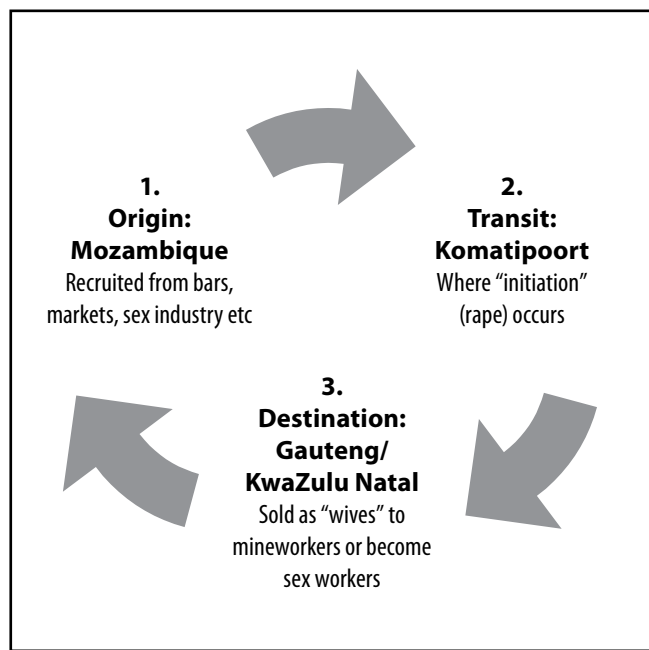 1.
Origin:
Mozambique
Recruited from bars,
markets, sex industry etc
2.
Transit:
Komatipoort
Where “initiation”
(rape) occurs
3.
Destination:
Gauteng/
KwaZulu Natal
Sold as “wives” to
mineworkers or become
sex workers